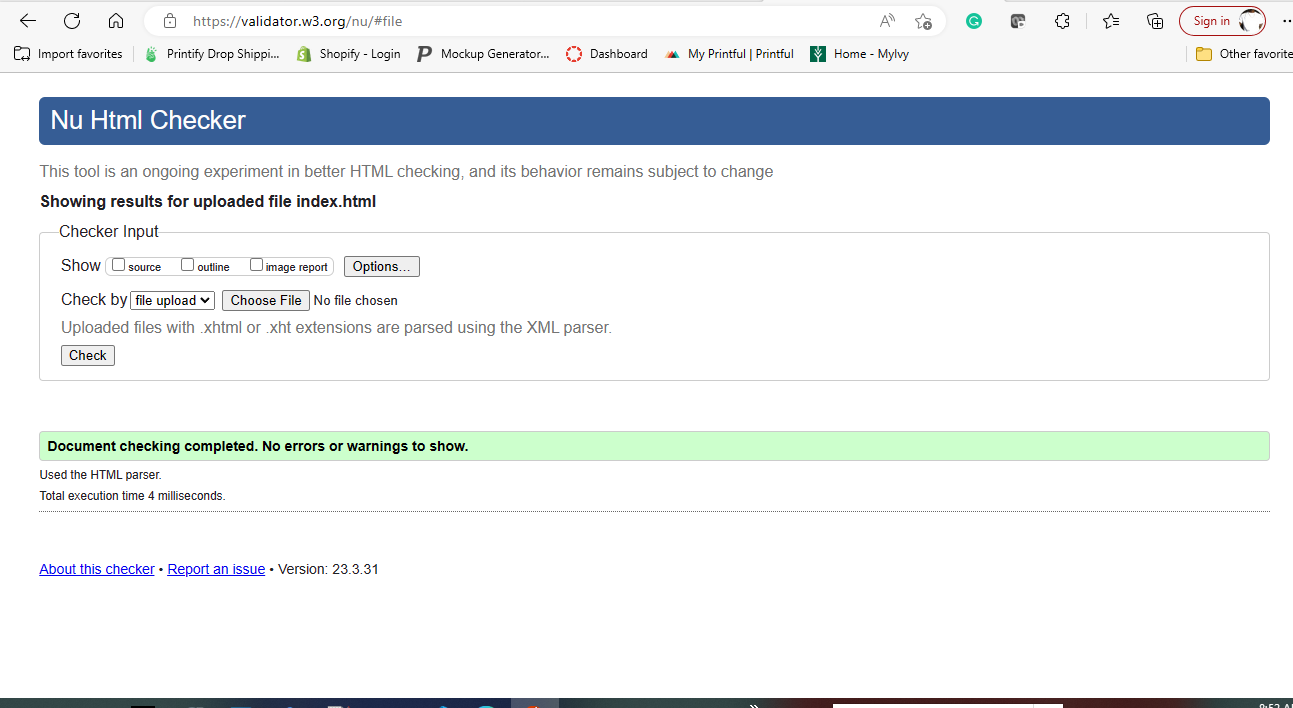 https://validator.w3.org/nu/#file
Sign in
Import favorites
Printify Drop Shippi...
Shopify - Login
Mockup Generator...
Dashboard
My Printful | Printful
Home - MyIvy
Other favorite
Nu Html Checker
This tool is an ongoing experiment in better HTML checking, and its behavior remains subject to change
Showing results for uploaded file index.html
Checker Input
Show source outline image report Options...
Check by file upload Choose File No file chosen
Uploaded files with .xhtml or .xht extensions are parsed using the XML parser.
Check
Document checking completed. No errors or warnings to show.
Used the HTML parser.
Total execution time 4 milliseconds.
About this checker • Report an issue • Version: 23.3.31